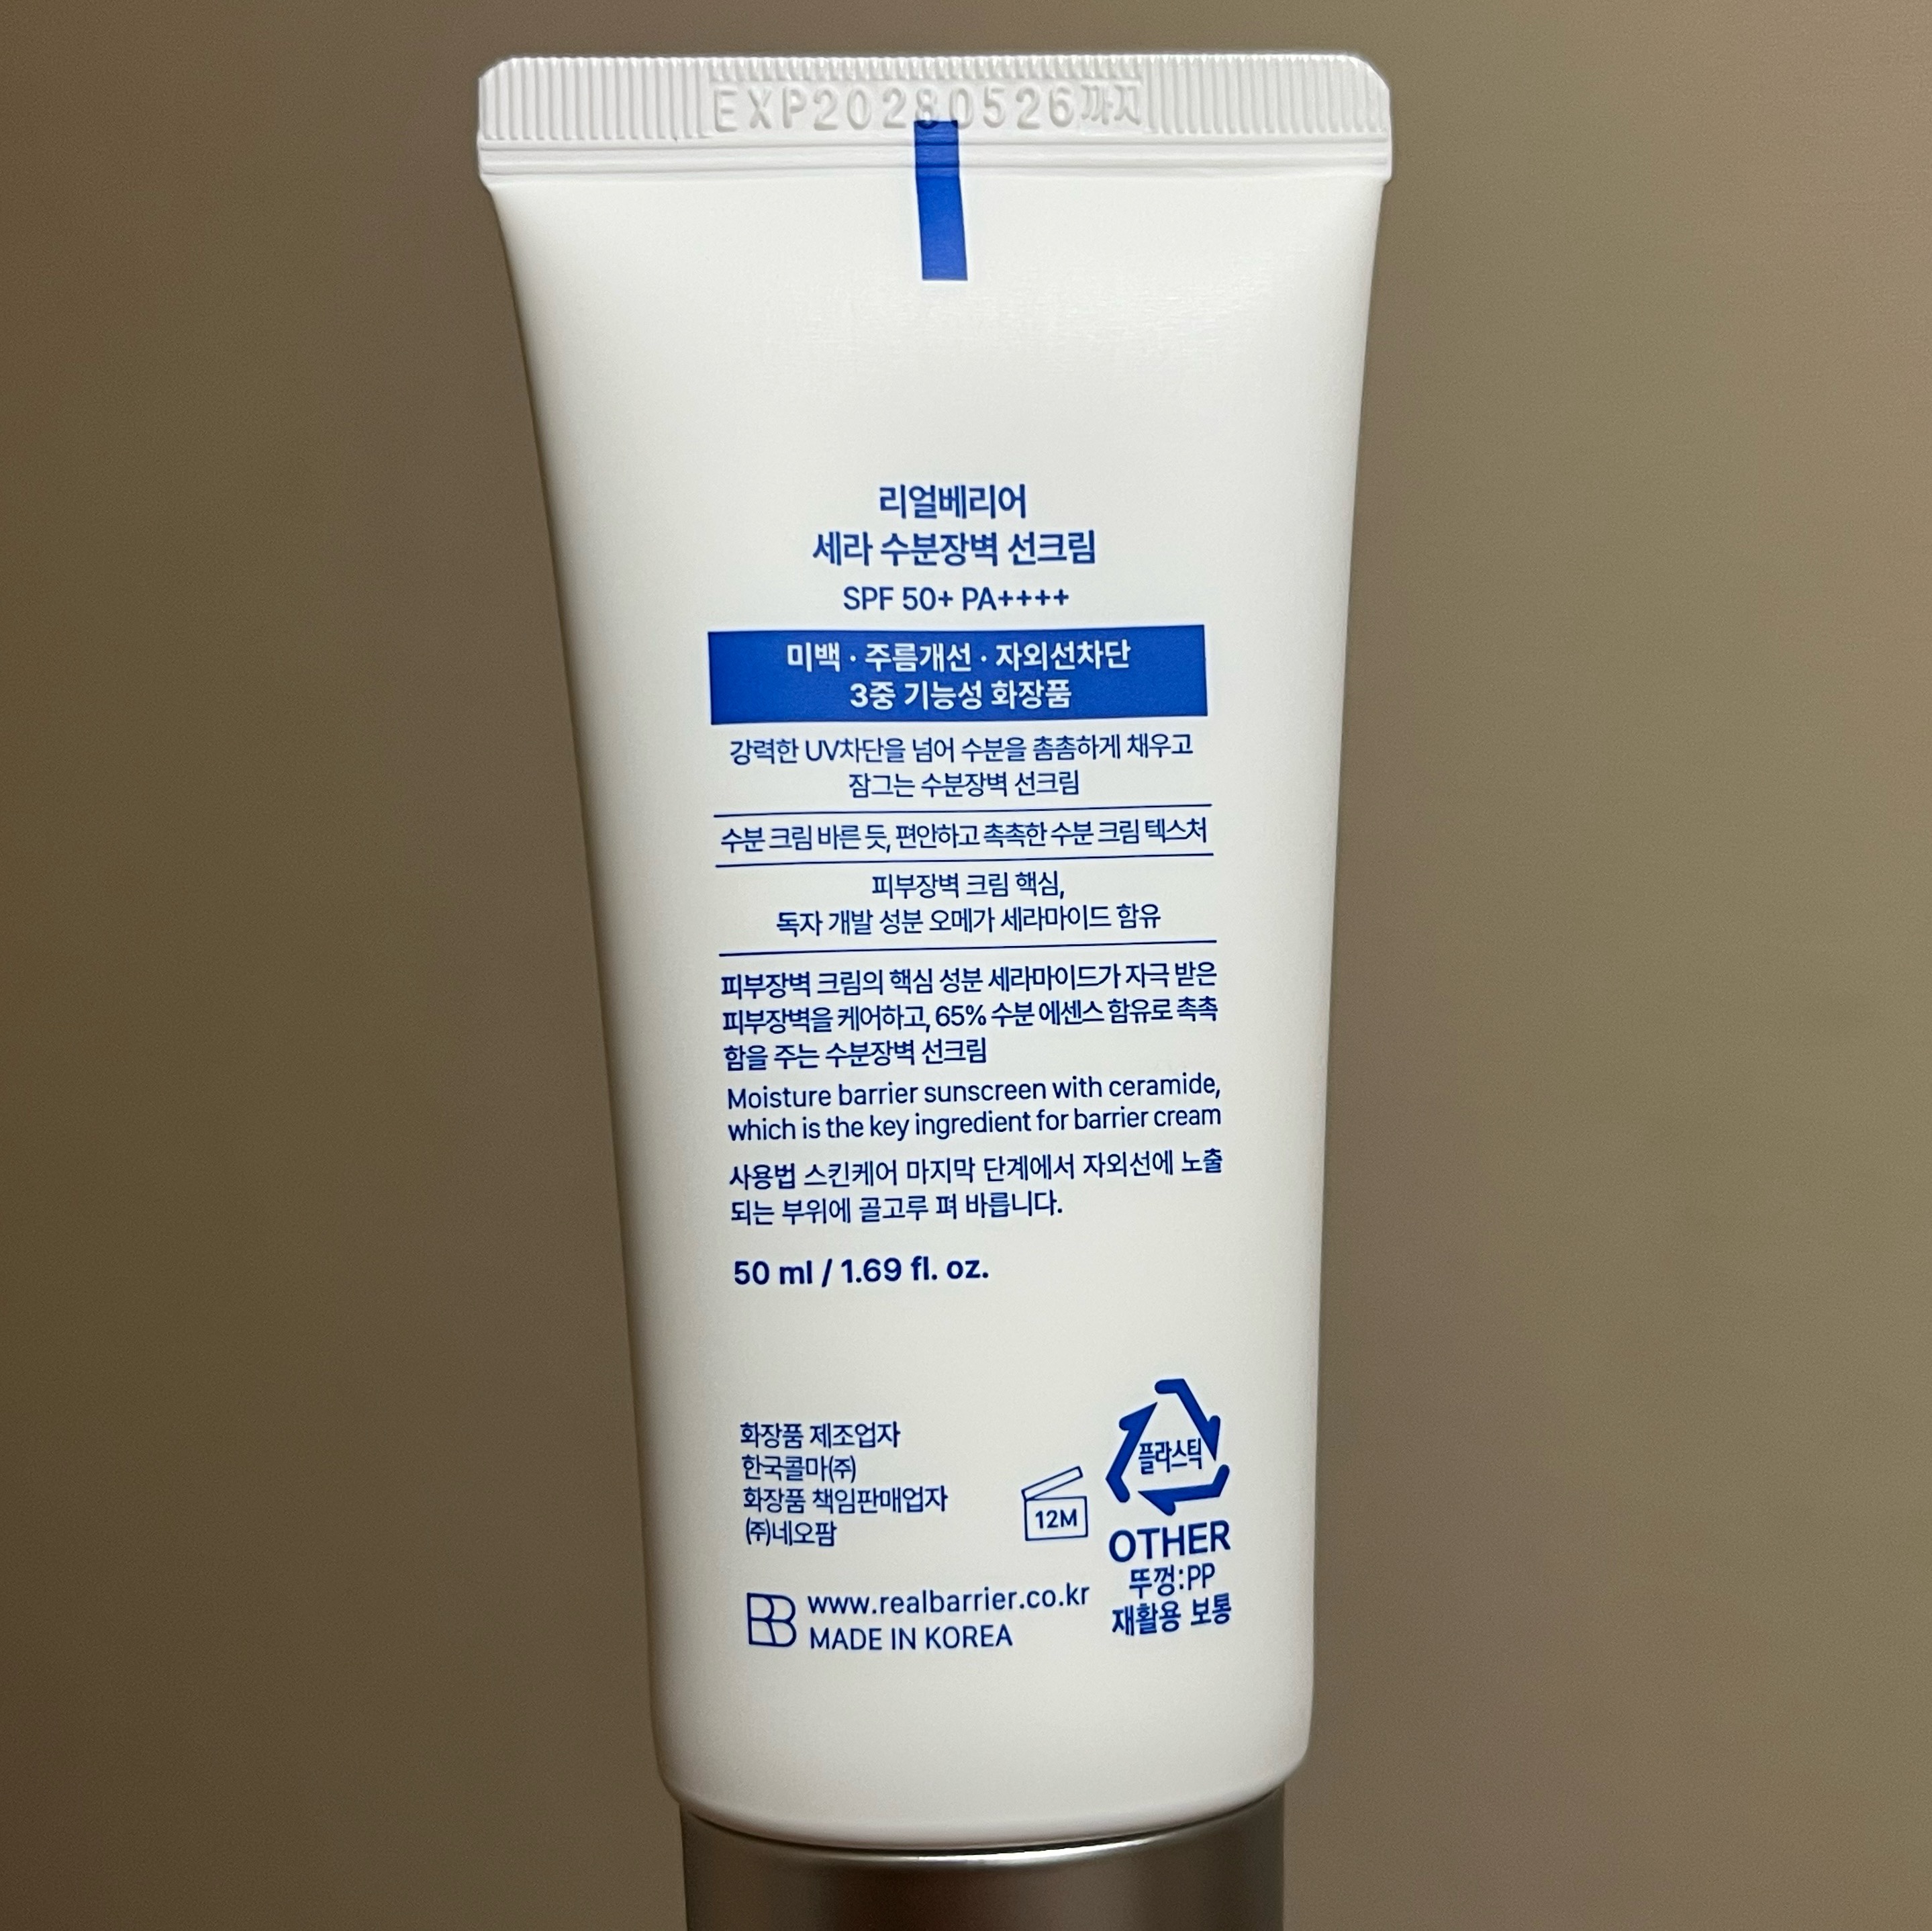 EXP20280526까지
리얼베리어
세라 수분장벽 선크림
SPF 50+ PA++++
미백 · 주름개선 · 자외선차단
3중 기능성 화장품
강력한 UV차단을 넘어 수분을 촘촘하게 채우고
잠그는 수분장벽 선크림
수분 크림 바른 듯, 편안하고 촉촉한 수분 크림 텍스처
피부장벽 크림 핵심,
독자 개발 성분 오메가 세라마이드 함유
피부장벽 크림의 핵심 성분 세라마이드가 자극 받은
피부장벽을 케어하고, 65% 수분 에센스 함유로 촉촉
함을 주는 수분장벽 선크림
Moisture barrier sunscreen with ceramide,
which is the key ingredient for barrier cream
사용법 스킨케어 마지막 단계에서 자외선에 노출
되는 부위에 골고루 펴 바릅니다.
50 ml / 1.69 fl. oz.
화장품 제조업자
한국콜마(주)
화장품 책임판매업자
(주)네오팜
12M
플라스틱
OTHER
뚜껑:PP
재활용 보통
www.realbarrier.co.kr
MADE IN KOREA